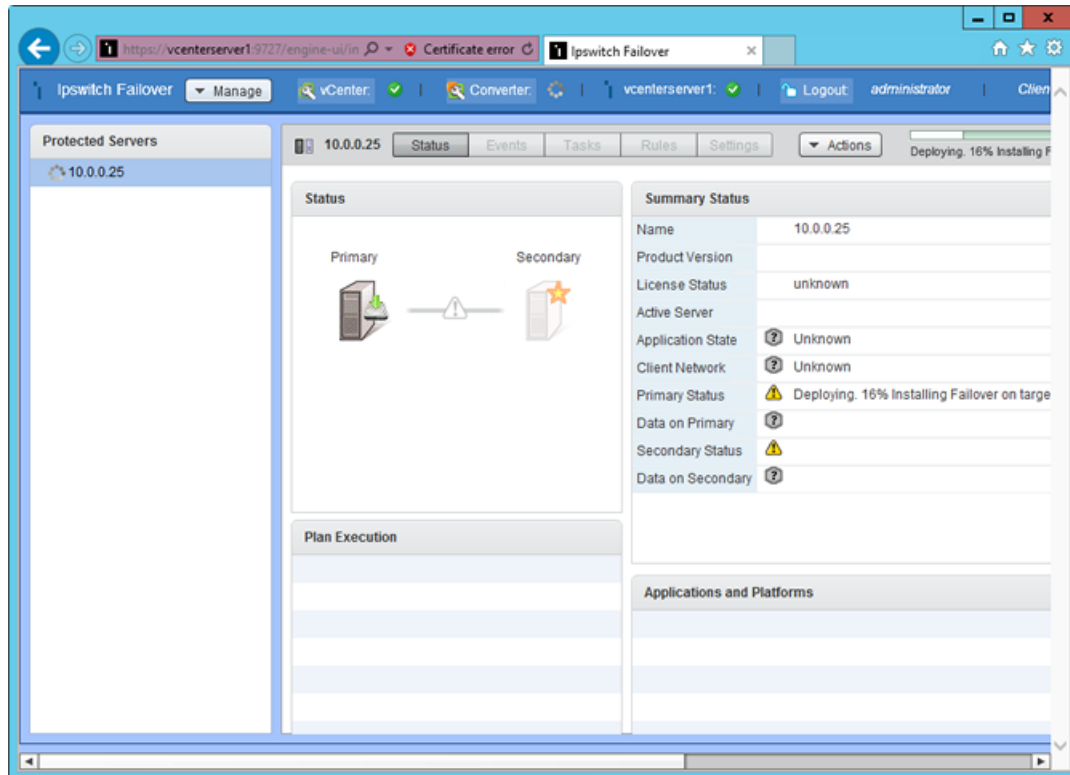 https://vcenterserver1:9727/engine-ui/in Certificate error Ipswitch Failover
Ipswitch Failover Manage vCenter: | Converter: | vcenterserver1: | Logout administrator | Clien
Protected Servers
10.0.0.25
10.0.0.25 Status Events Tasks Rules Settings Actions
Deploying. 16% Installing F
Status
Primary Secondary
Summary Status
Name 10.0.0.25
Product Version
License Status unknown
Active Server
Application State Unknown
Client Network Unknown
Primary Status Deploying. 16% Installing Failover on targe
Data on Primary
Secondary Status
Data on Secondary
Plan Execution
Applications and Platforms